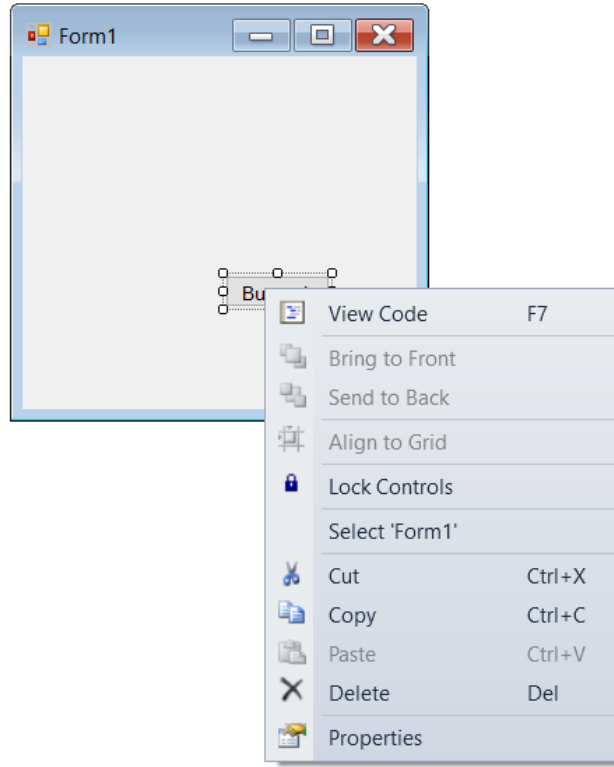 Form1
Bu
View Code F7
Bring to Front
Send to Back
Align to Grid
Lock Controls
Select 'Form1'
Cut Ctrl+X
Copy Ctrl+C
Paste Ctrl+V
Delete Del
Properties